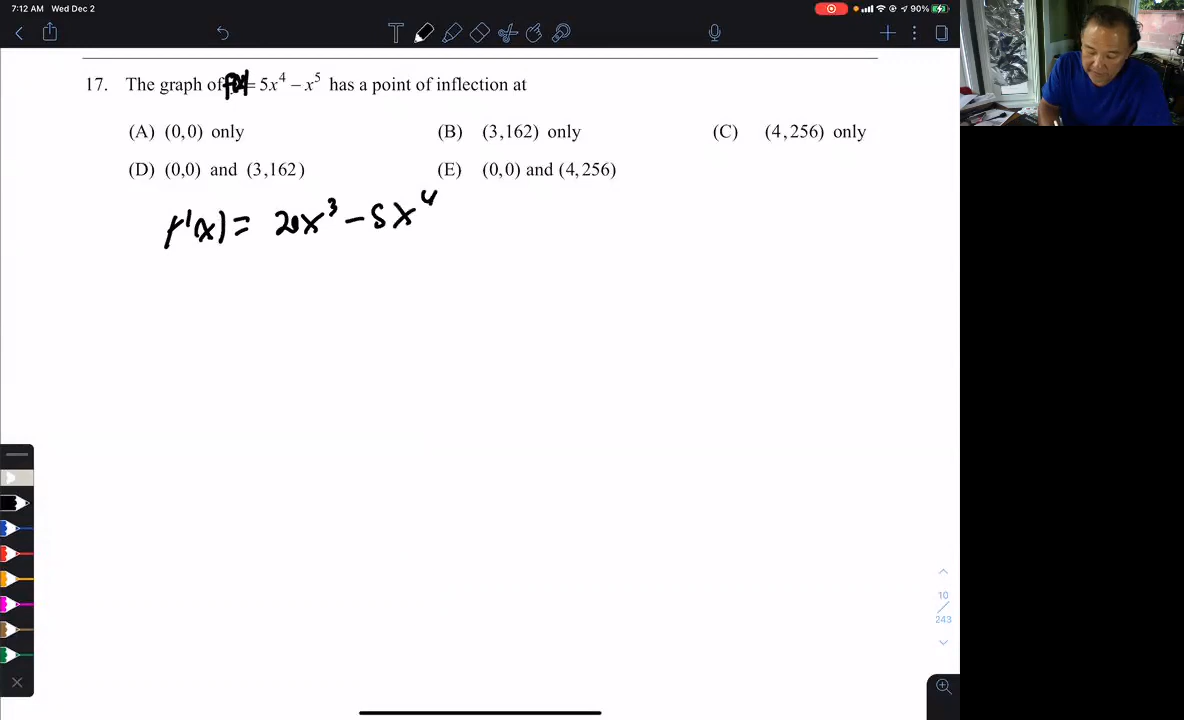 7:12 AM Wed Dec 2
90%
17. The graph of f(x) = 5x⁴ – x⁵ has a point of inflection at
(A) (0,0) only (B) (3,162) only (C) (4,256) only
(D) (0,0) and (3,162) (E) (0,0) and (4,256)
f'(x) = 20x³ – 5x⁴
10
243